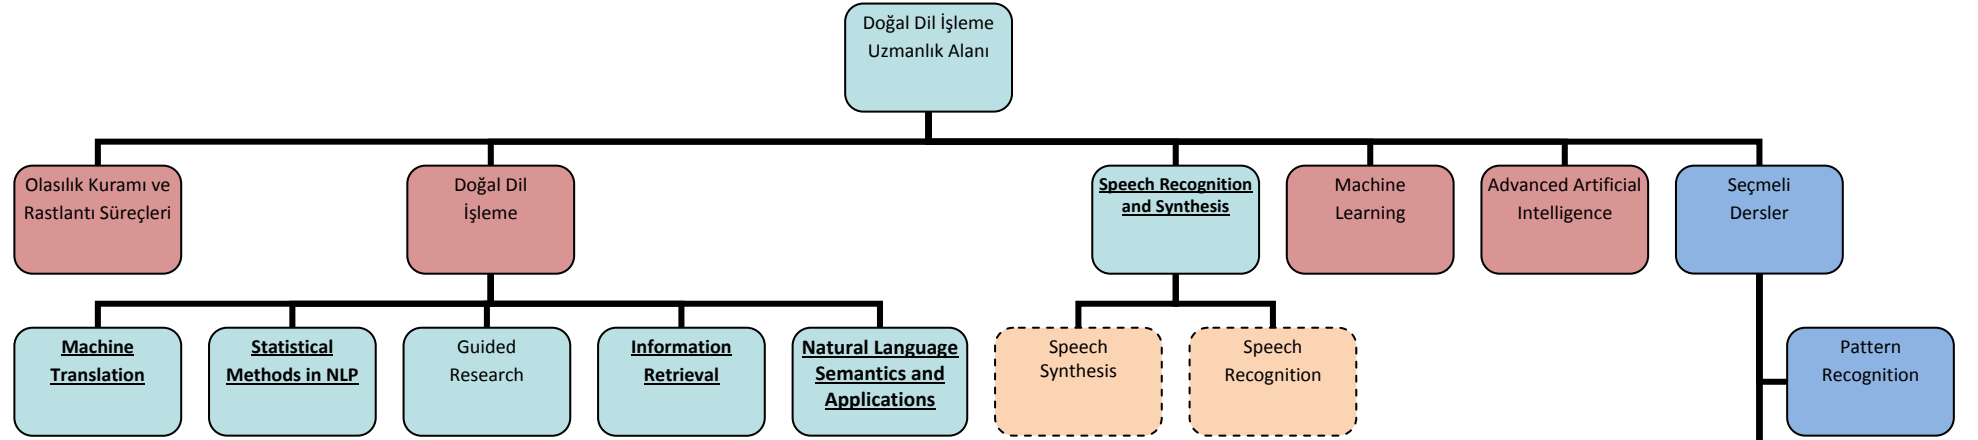 Doğal Dil İşleme
Uzmanlık Alanı
Olasılık Kuramı ve
Rastlantı Süreçleri
Doğal Dil
İşleme
Speech Recognition
and Synthesis
Machine
Learning
Advanced Artificial
Intelligence
Seçmeli
Dersler
Machine
Translation
Statistical
Methods in NLP
Guided
Research
Information
Retrieval
Natural Language
Semantics and
Applications
Speech
Synthesis
Speech
Recognition
Pattern
Recognition